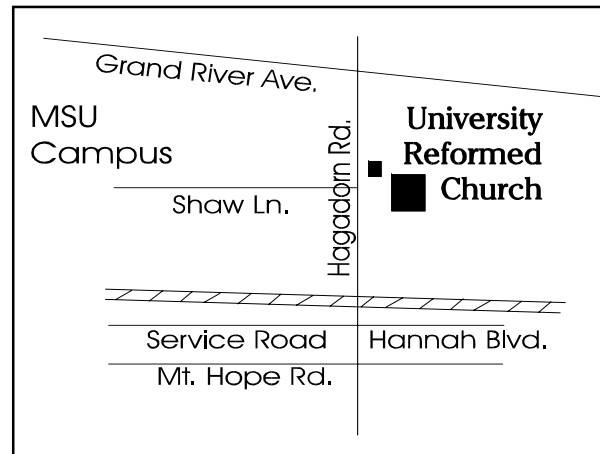 Grand River Ave.
MSU
Campus
Hagadorn Rd.
University
Reformed
Church
Shaw Ln.
Service Road
Hannah Blvd.
Mt. Hope Rd.